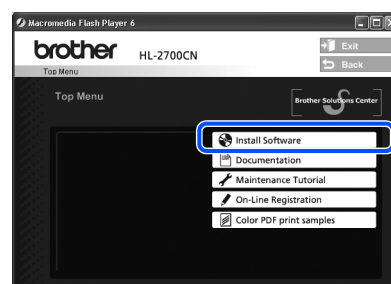 Macromedia Flash Player 6
brother HL-2700CN
Exit
Back
Top Menu
Top Menu
Brother Solutions Center
Install Software
Documentation
Maintenance Tutorial
On-Line Registration
Color PDF print samples